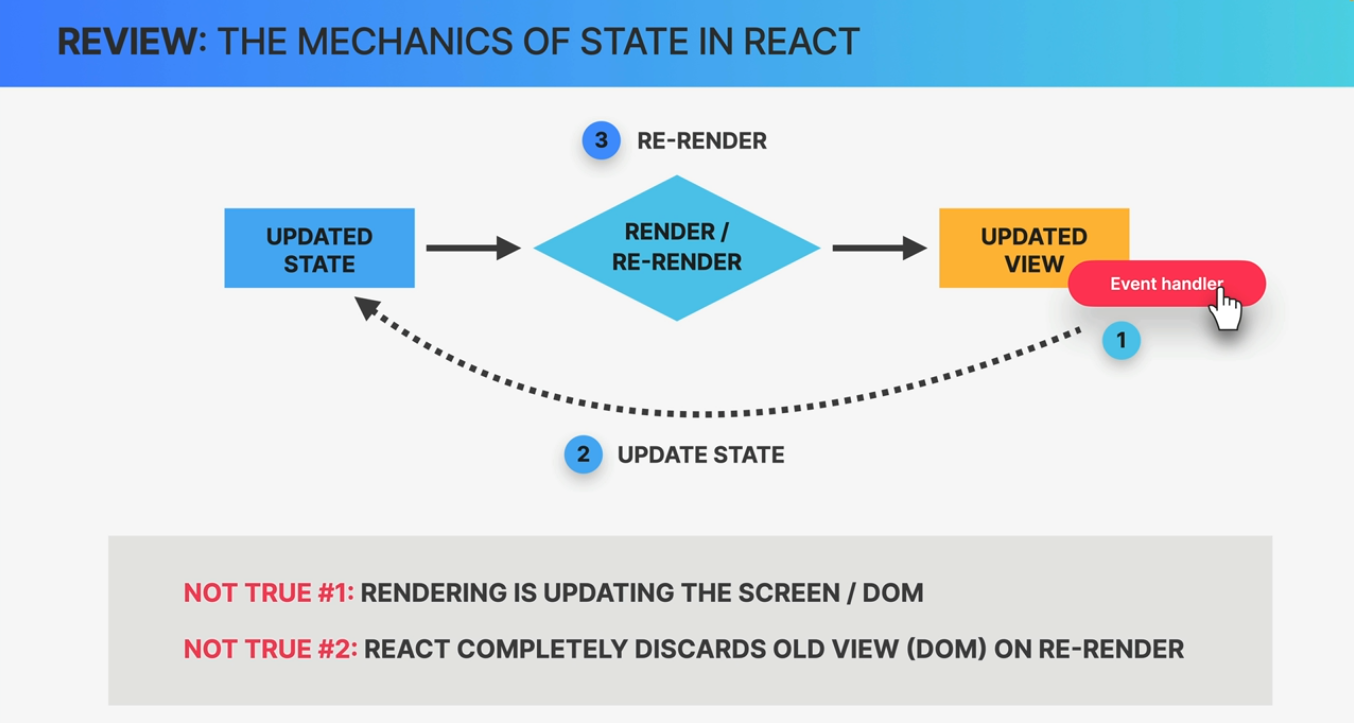 REVIEW: THE MECHANICS OF STATE IN REACT
3 RE-RENDER
UPDATED
STATE
RENDER /
RE-RENDER
UPDATED
VIEW
Event handler
1
2 UPDATE STATE
NOT TRUE #1: RENDERING IS UPDATING THE SCREEN / DOM
NOT TRUE #2: REACT COMPLETELY DISCARDS OLD VIEW (DOM) ON RE-RENDER